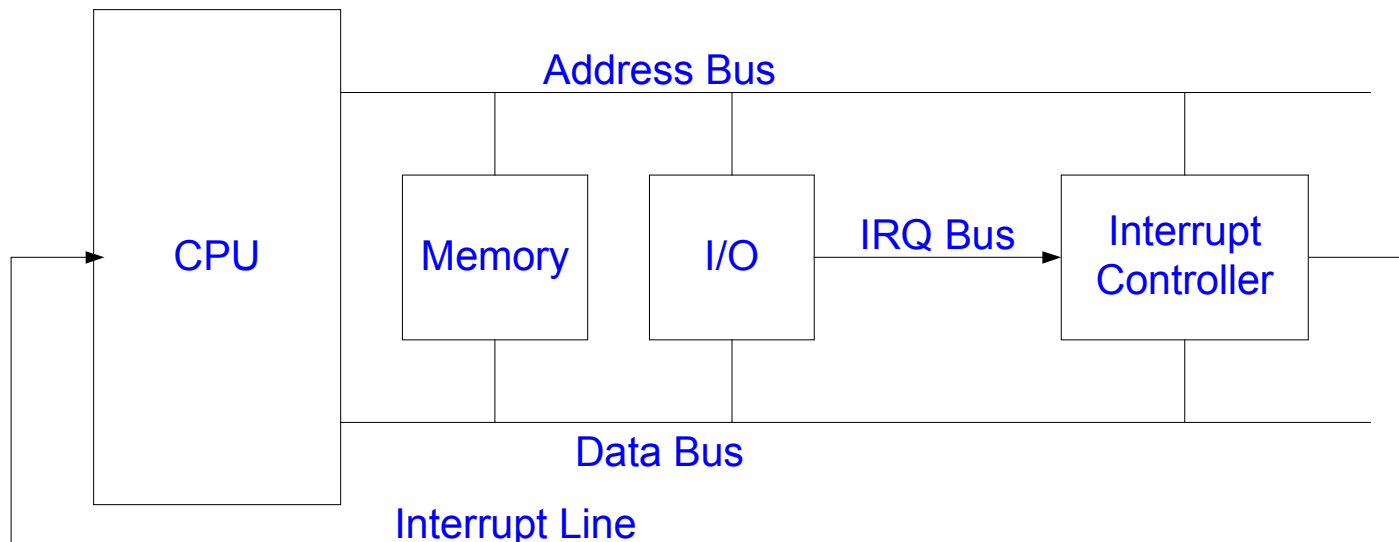 Address Bus
CPU
Memory
I/O
IRQ Bus
Interrupt
Controller
Data Bus
Interrupt Line